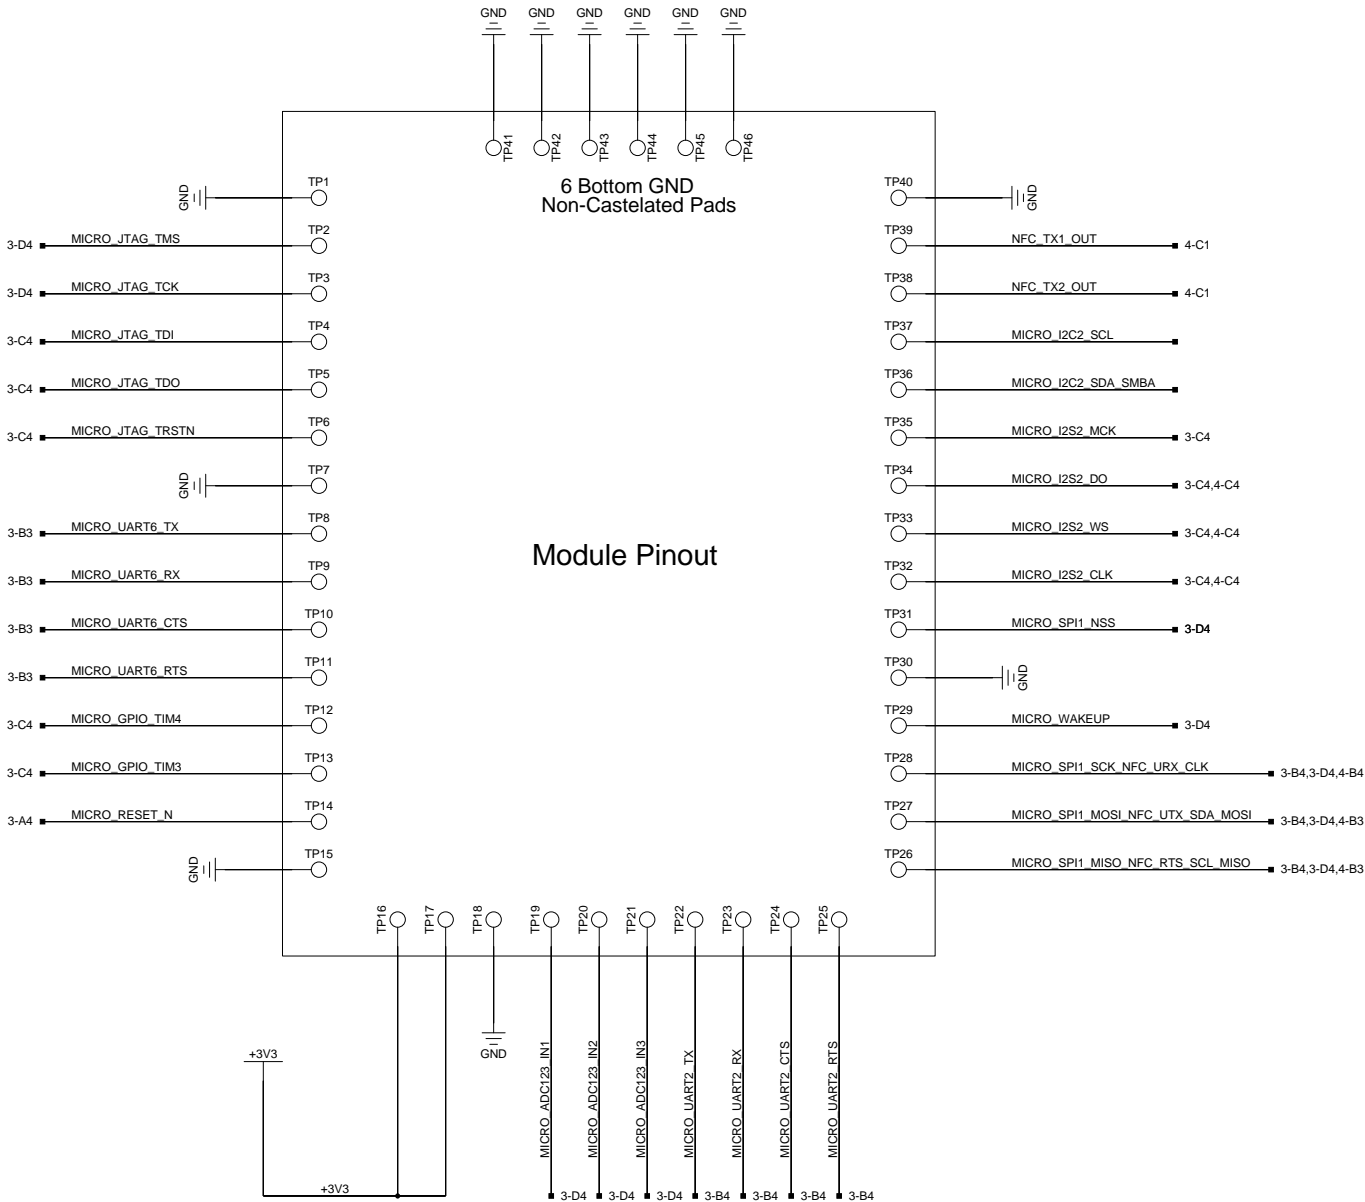 GND GND GND GND GND GND
TP41 TP42 TP43 TP44 TP45 TP46
6 Bottom GND
Non-Castelated Pads
GND TP1
3-D4 MICRO_JTAG_TMS TP2
3-D4 MICRO_JTAG_TCK TP3
3-C4 MICRO_JTAG_TDI TP4
3-C4 MICRO_JTAG_TDO TP5
3-C4 MICRO_JTAG_TRSTN TP6
GND TP7
3-B3 MICRO_UART6_TX TP8
3-B3 MICRO_UART6_RX TP9
3-B3 MICRO_UART6_CTS TP10
3-B3 MICRO_UART6_RTS TP11
3-C4 MICRO_GPIO_TIM4 TP12
3-C4 MICRO_GPIO_TIM3 TP13
3-A4 MICRO_RESET_N TP14
GND TP15
Module Pinout
TP40 GND
TP39 NFC_TX1_OUT 4-C1
TP38 NFC_TX2_OUT 4-C1
TP37 MICRO_I2C2_SCL
TP36 MICRO_I2C2_SDA_SMBA
TP35 MICRO_I2S2_MCK 3-C4
TP34 MICRO_I2S2_DO 3-C4,4-C4
TP33 MICRO_I2S2_WS 3-C4,4-C4
TP32 MICRO_I2S2_CLK 3-C4,4-C4
TP31 MICRO_SPI1_NSS 3-D4
TP30 GND
TP29 MICRO_WAKEUP 3-D4
TP28 MICRO_SPI1_SCK_NFC_URX_CLK 3-B4,3-D4,4-B4
TP27 MICRO_SPI1_MOSI_NFC_UTX_SDA_MOSI 3-B4,3-D4,4-B3
TP26 MICRO_SPI1_MISO_NFC_RTS_SCL_MISO 3-B4,3-D4,4-B3
TP16 TP17 TP18 TP19 TP20 TP21 TP22 TP23 TP24 TP25
+3V3
GND
MICRO_ADC123_IN1
MICRO_ADC123_IN2
MICRO_ADC123_IN3
MICRO_UART2_TX
MICRO_UART2_RX
MICRO_UART2_CTS
MICRO_UART2_RTS
+3V3
3-D4 3-D4 3-D4 3-B4 3-B4 3-B4 3-B4